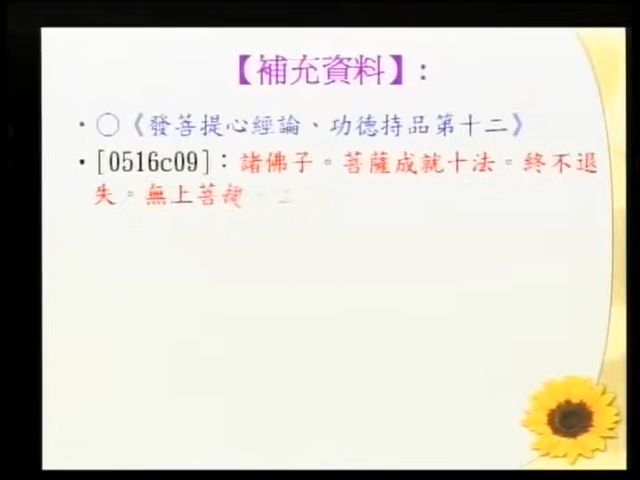 【補充資料】：
•○《發菩提心經論、功德持品第十二》
•[0516c09]：諸佛子。菩薩成就十法。終不退
失。無上菩提。